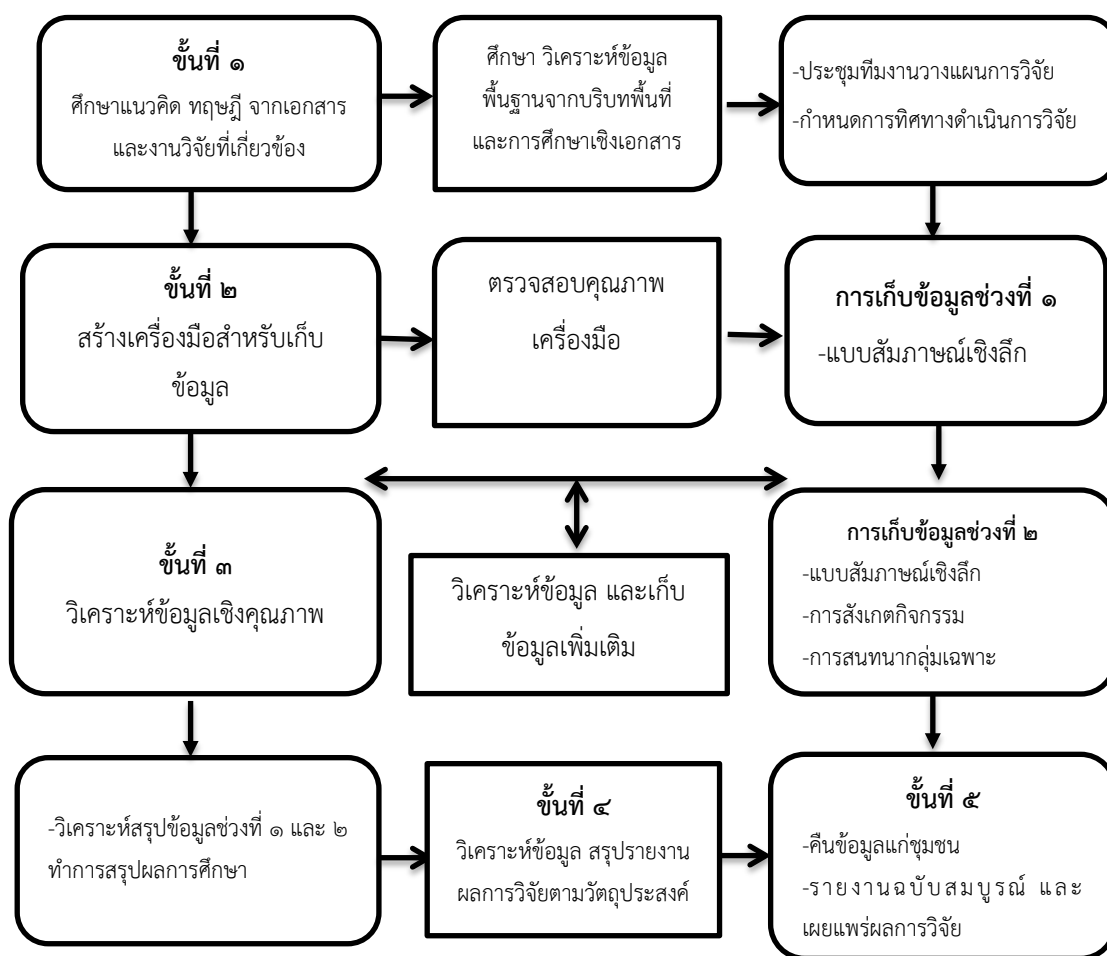 ขั้นที่ ๑
ศึกษาแนวคิด ทฤษฎี จากเอกสาร
และงานวิจัยที่เกี่ยวข้อง
ศึกษา วิเคราะห์ข้อมูล
พื้นฐานจากบริบทพื้นที่
และการศึกษาเชิงเอกสาร
-ประชุมทีมงานวางแผนการวิจัย
-กำหนดการทิศทางดำเนินการวิจัย
ขั้นที่ ๒
สร้างเครื่องมือสำหรับเก็บ
ข้อมูล
ตรวจสอบคุณภาพ
เครื่องมือ
การเก็บข้อมูลช่วงที่ ๑
-แบบสัมภาษณ์เชิงลึก
ขั้นที่ ๓
วิเคราะห์ข้อมูลเชิงคุณภาพ
วิเคราะห์ข้อมูล และเก็บ
ข้อมูลเพิ่มเติม
การเก็บข้อมูลช่วงที่ ๒
-แบบสัมภาษณ์เชิงลึก
-การสังเกตกิจกรรม
-การสนทนากลุ่มเฉพาะ
-วิเคราะห์สรุปข้อมูลช่วงที่ ๑ และ ๒
ทำการสรุปผลการศึกษา
ขั้นที่ ๔
วิเคราะห์ข้อมูล สรุปรายงาน
ผลการวิจัยตามวัตถุประสงค์
ขั้นที่ ๕
-คืนข้อมูลแก่ชุมชน
-รายงานฉบับสมบูรณ์ และ
เผยแพร่ผลการวิจัย